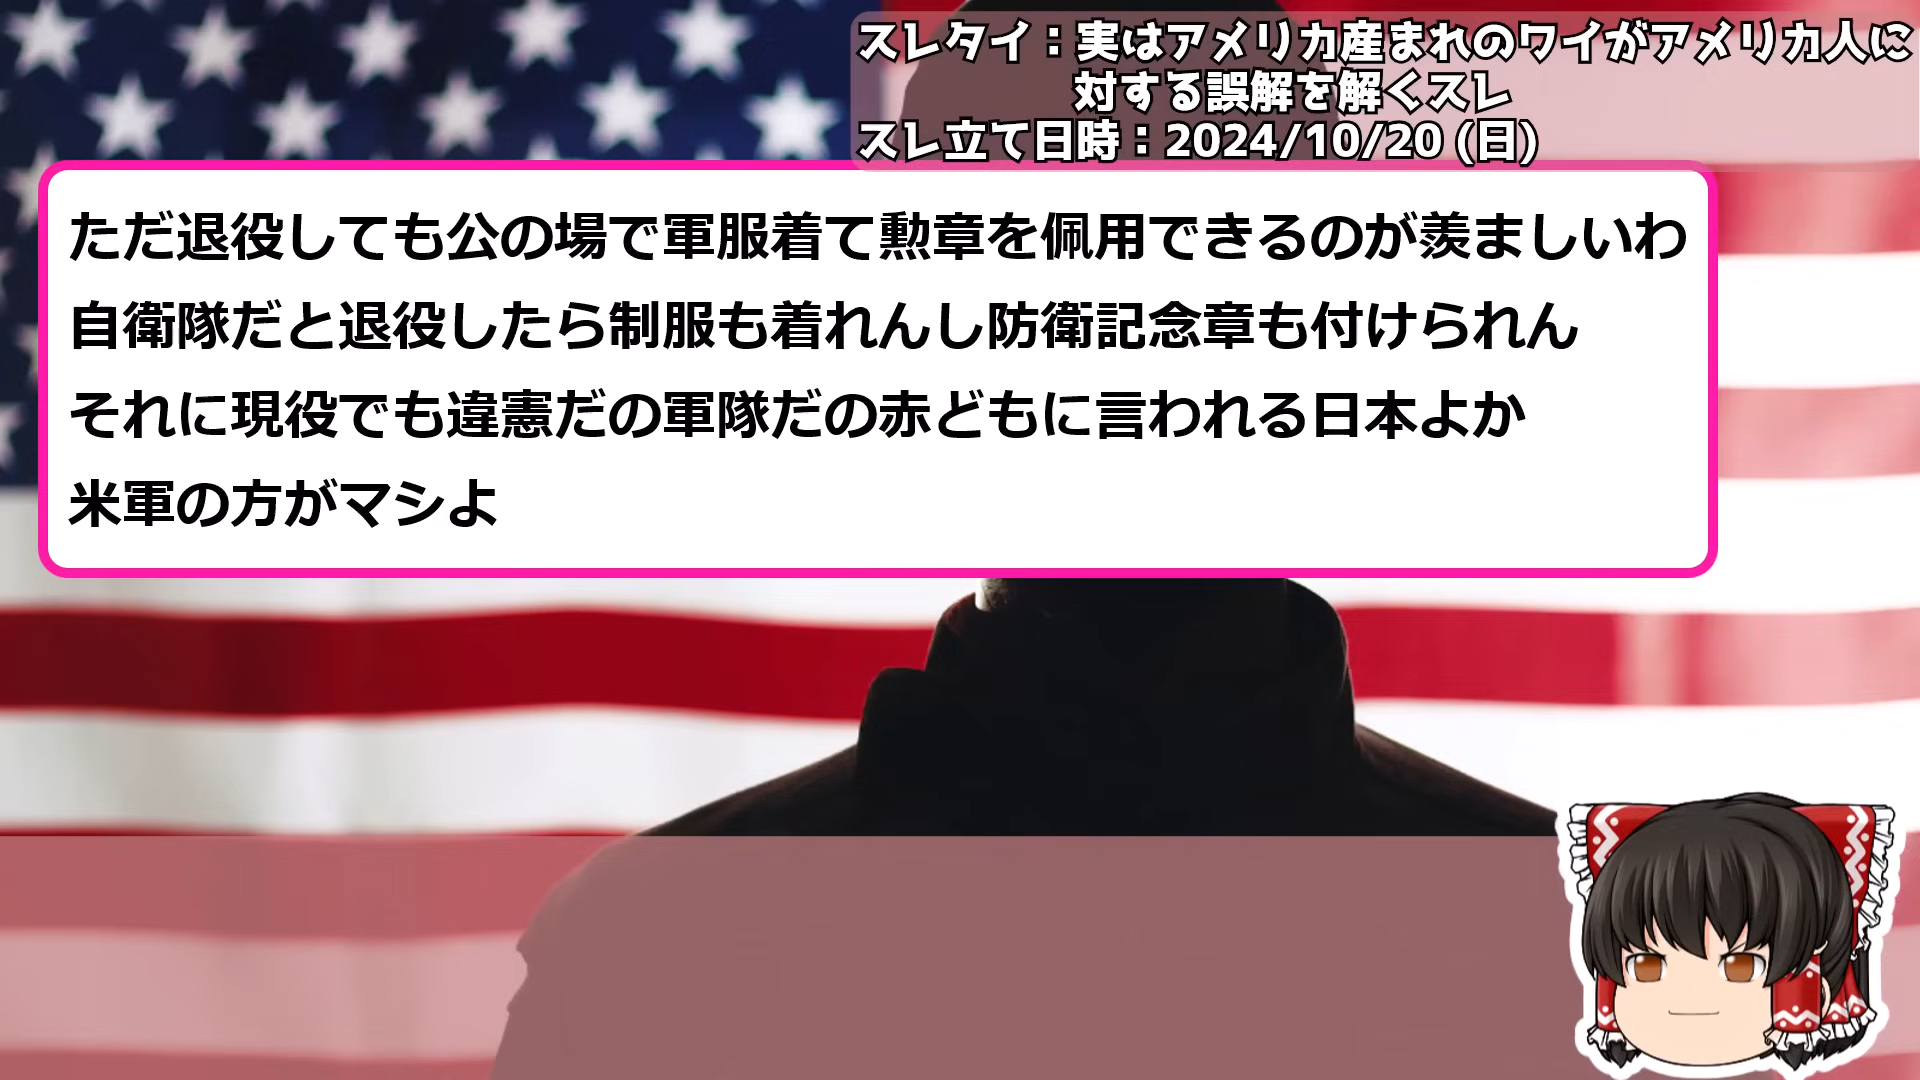 スレタイ：実はアメリカ産まれのワイがアメリカ人に
対する誤解を解くスレ
スレ立て日時：2024/10/20 (日)
ただ退役しても公の場で軍服着て勲章を佩用できるのが羨ましいわ
自衛隊だと退役したら制服も着れんし防衛記念章も付けられん
それに現役でも違憲だの軍隊だの赤どもに言われる日本よか
米軍の方がマシよ